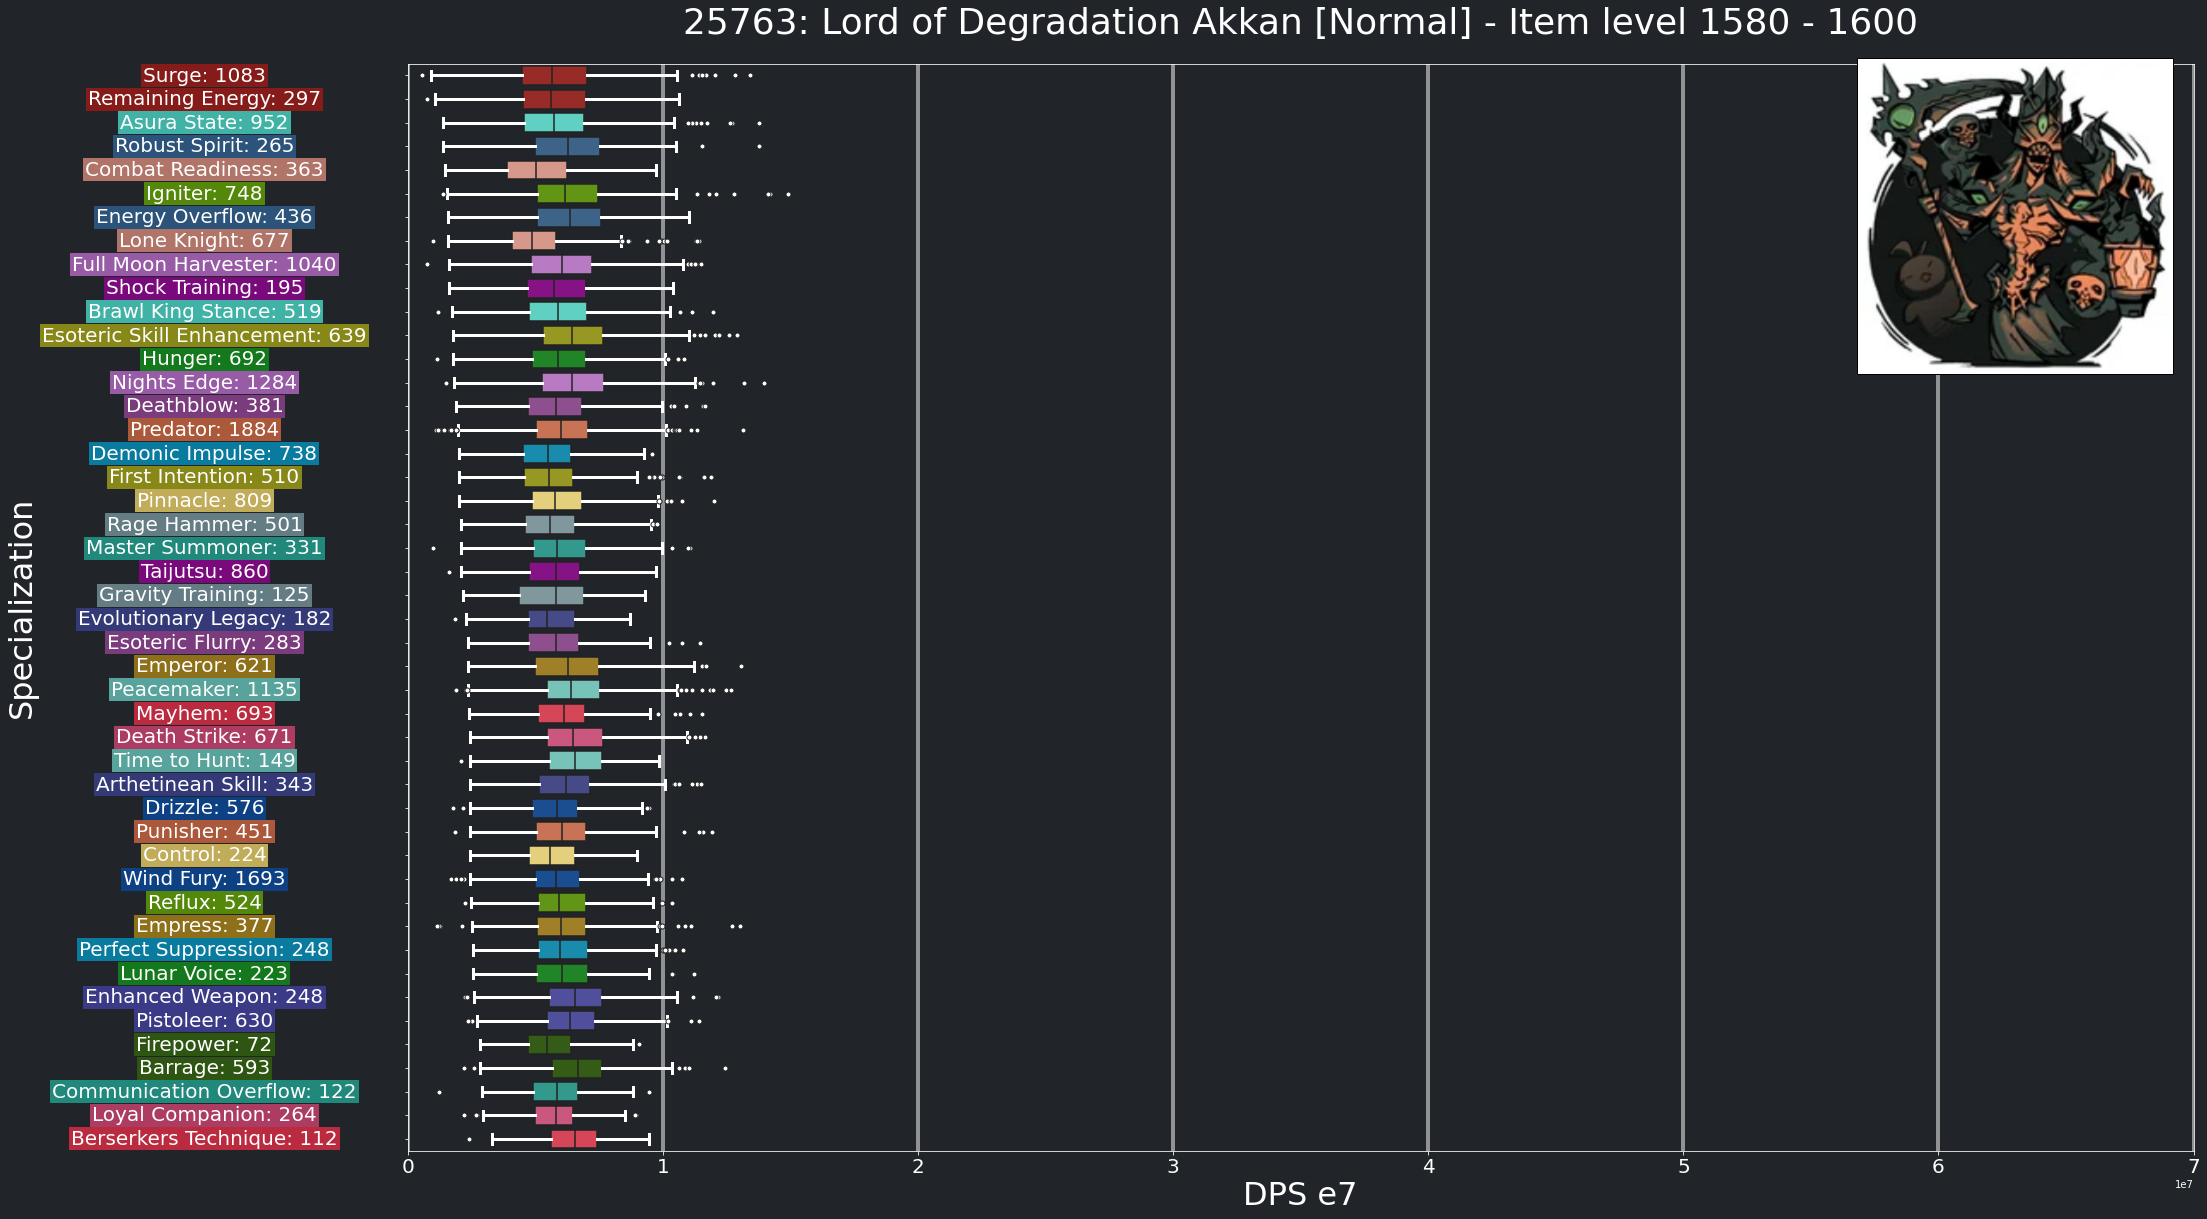 25763: Lord of Degradation Akkan [Normal] - Item level 1580 - 1600
Specialization
Surge: 1083
Remaining Energy: 297
Asura State: 952
Robust Spirit: 265
Combat Readiness: 363
Igniter: 748
Energy Overflow: 436
Lone Knight: 677
Full Moon Harvester: 1040
Shock Training: 195
Brawl King Stance: 519
Esoteric Skill Enhancement: 639
Hunger: 692
Nights Edge: 1284
Deathblow: 381
Predator: 1884
Demonic Impulse: 738
First Intention: 510
Pinnacle: 809
Rage Hammer: 501
Master Summoner: 331
Taijutsu: 860
Gravity Training: 125
Evolutionary Legacy: 182
Esoteric Flurry: 283
Emperor: 621
Peacemaker: 1135
Mayhem: 693
Death Strike: 671
Time to Hunt: 149
Arthetinean Skill: 343
Drizzle: 576
Punisher: 451
Control: 224
Wind Fury: 1693
Reflux: 524
Empress: 377
Perfect Suppression: 248
Lunar Voice: 223
Enhanced Weapon: 248
Pistoleer: 630
Firepower: 72
Barrage: 593
Communication Overflow: 122
Loyal Companion: 264
Berserkers Technique: 112
0 1 2 3 4 5 6 7
1e7
DPS e7